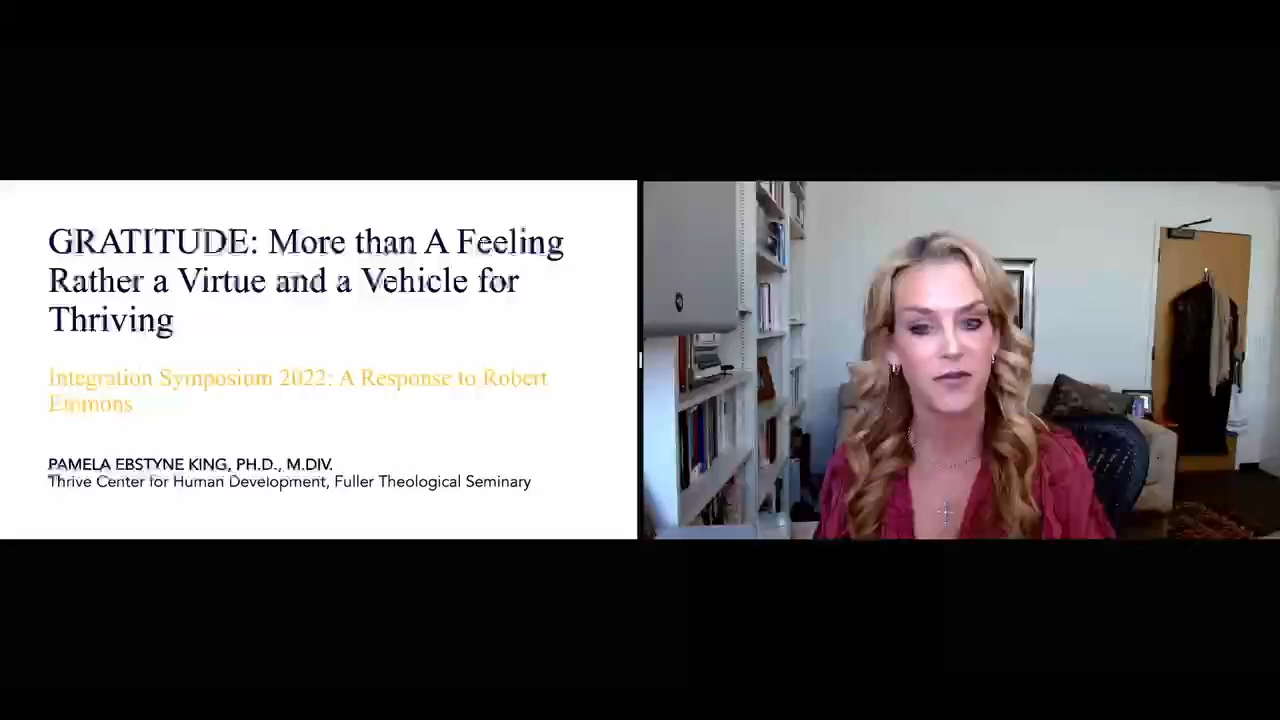 GRATITUDE: More than A Feeling
Rather a Virtue and a Vehicle for
Thriving
Integration Symposium 2022: A Response to Robert
Emmons
PAMELA EBSTYNE KING, PH.D., M.DIV.
Thrive Center for Human Development, Fuller Theological Seminary